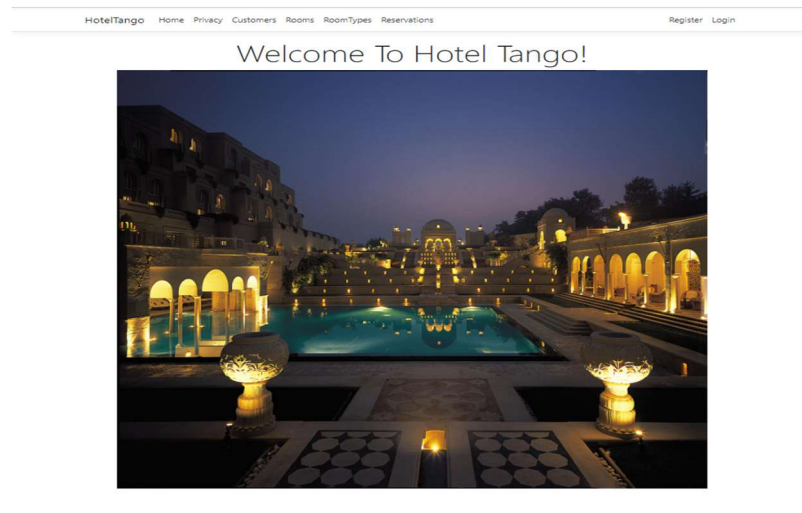 HotelTango Home Privacy Customers Rooms RoomTypes Reservations Register Login
Welcome To Hotel Tango!